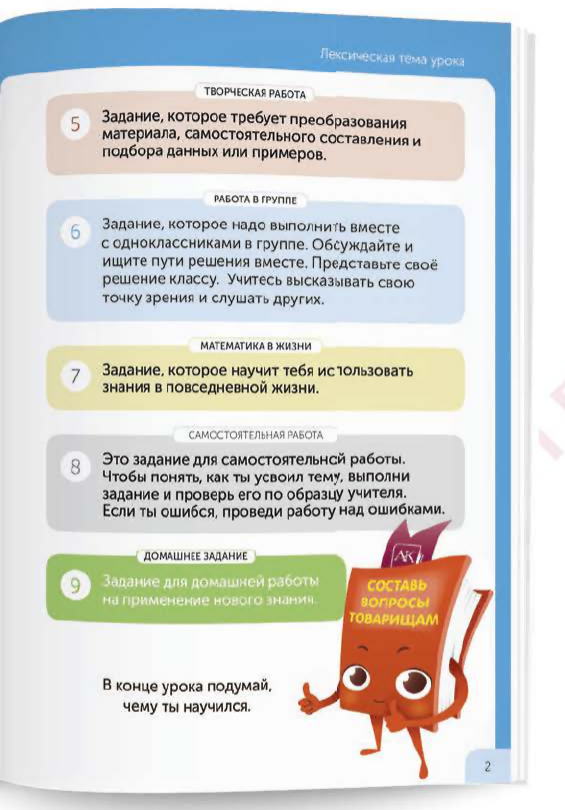 Лексическая тема урока
ТВОРЧЕСКАЯ РАБОТА
5
Задание, которое требует преобразования
материала, самостоятельного составления и
подбора данных или примеров.
РАБОТА В ГРУППЕ
6
Задание, которое надо выполнить вместе
с одноклассниками в группе. Обсуждайте и
ищите пути решения вместе. Представьте своё
решение классу. Учитесь высказывать свою
точку зрения и слушать других.
МАТЕМАТИКА В ЖИЗНИ
7
Задание, которое научит тебя использовать
знания в повседневной жизни.
САМОСТОЯТЕЛЬНАЯ РАБОТА
8
Это задание для самостоятельной работы.
Чтобы понять, как ты усвоил тему, выполни
задание и проверь его по образцу учителя.
Если ты ошибся, проведи работу над ошибками.
ДОМАШНЕЕ ЗАДАНИЕ
9
Задание для домашней работы
на применение нового знания.
АК
СОСТАВЬ
ВОПРОСЫ
ТОВАРИЩАМ
В конце урока подумай,
чему ты научился.
2